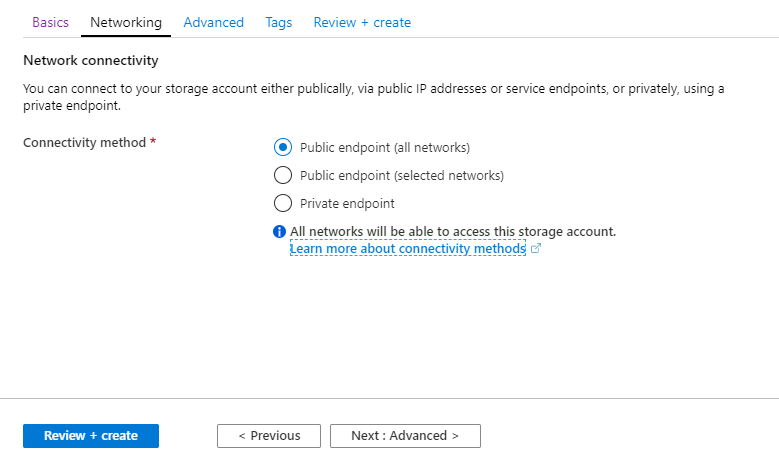 Basics Networking Advanced Tags Review + create
Network connectivity
You can connect to your storage account either publically, via public IP addresses or service endpoints, or privately, using a
private endpoint.
Connectivity method *
Public endpoint (all networks)
Public endpoint (selected networks)
Private endpoint
All networks will be able to access this storage account.
Learn more about connectivity methods
Review + create < Previous Next : Advanced >